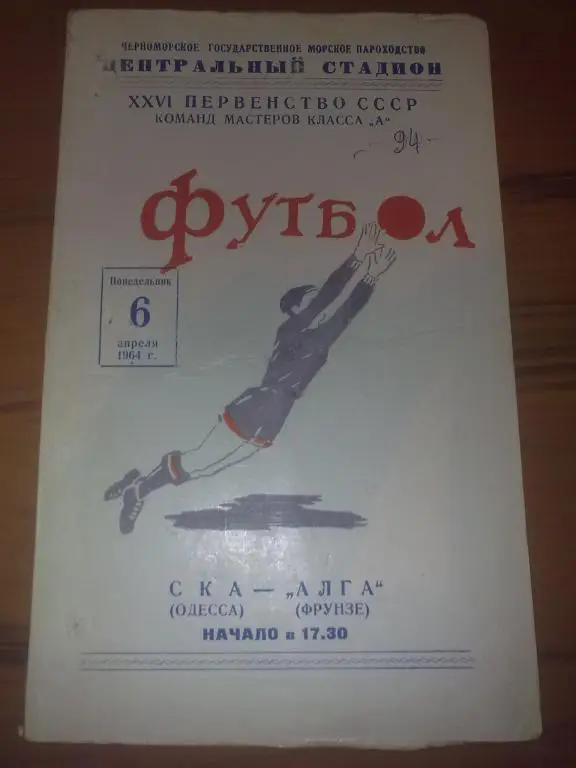 ЧЕРНОМОРСКОЕ ГОСУДАРСТВЕННОЕ МОРСКОЕ ПАРОХОДСТВО
ЦЕНТРАЛЬНЫЙ СТАДИОН
XXVI ПЕРВЕНСТВО СССР
КОМАНД МАСТЕРОВ КЛАССА „А“
- 94 -
ФУТБОЛ
Понедельник
6
апреля
1964 г.
СКА — „АЛГА“
(ОДЕССА) (ФРУНЗЕ)
НАЧАЛО в 17.30